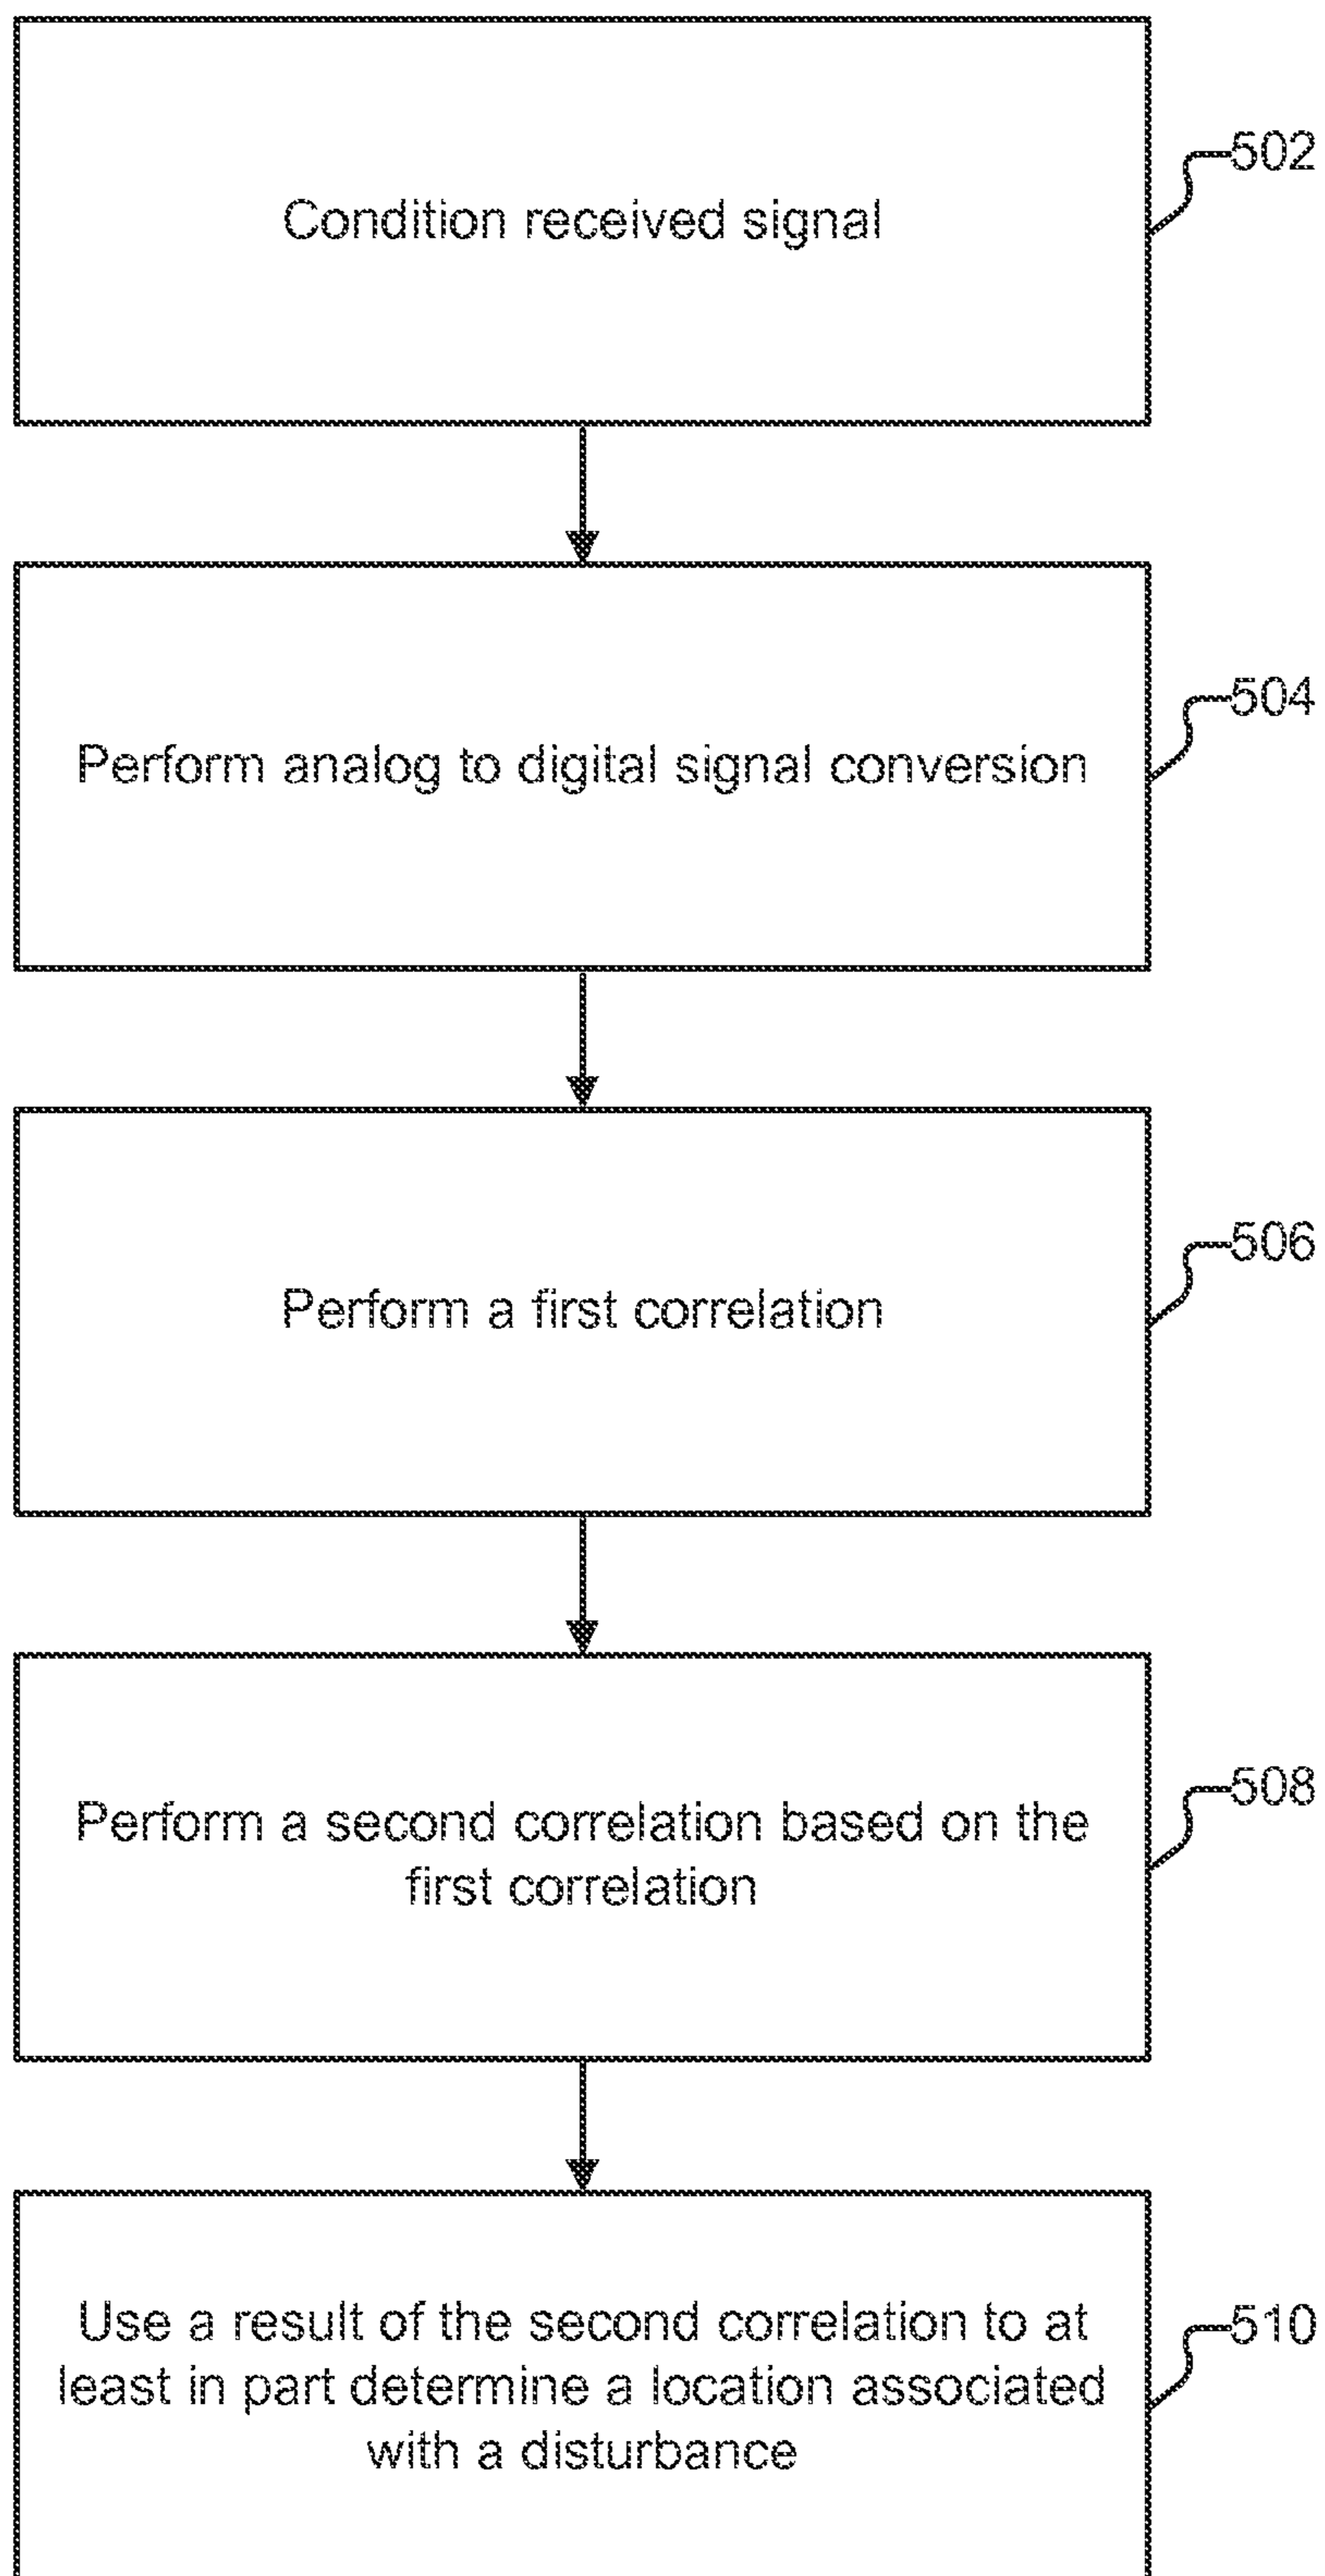 Condition received signal
502
Perform analog to digital signal conversion
504
Perform a first correlation
506
Perform a second correlation based on the
first correlation
508
Use a result of the second correlation to at
least in part determine a location associated
with a disturbance
510